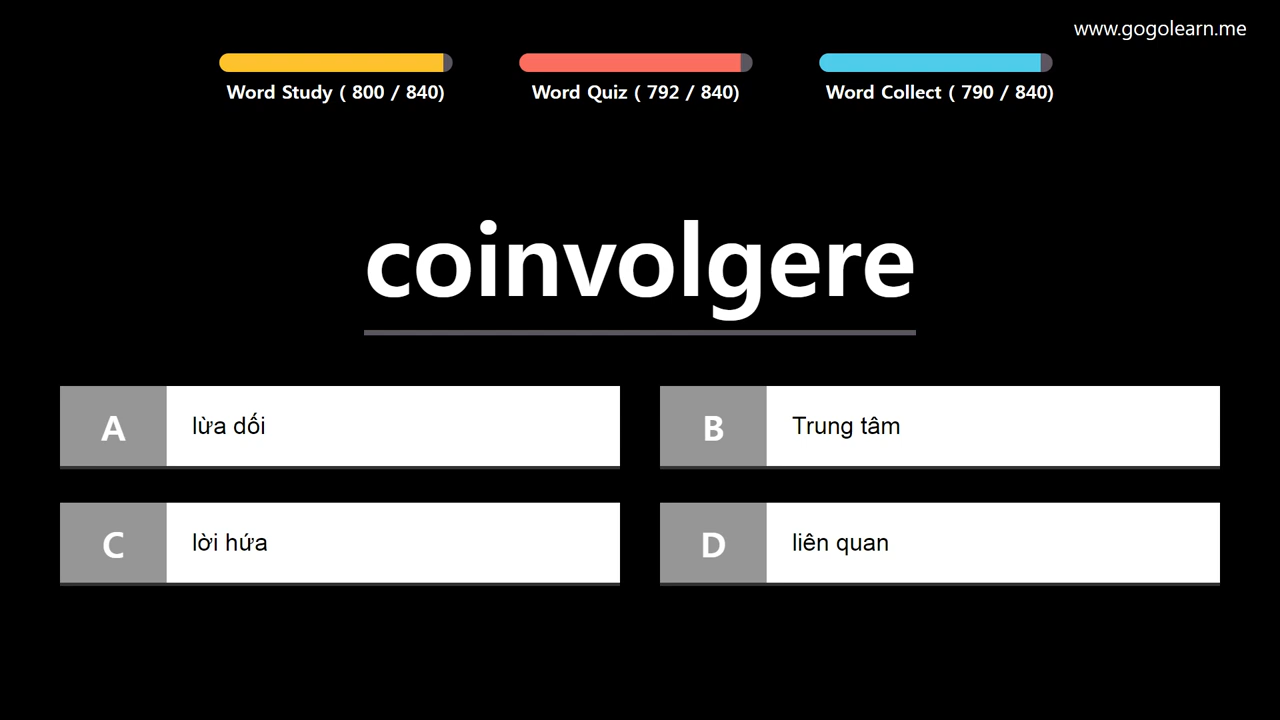 www.gogolearn.me
Word Study ( 800 / 840)
Word Quiz ( 792 / 840)
Word Collect ( 790 / 840)
coinvolgere
A lừa dối
B Trung tâm
C lời hứa
D liên quan